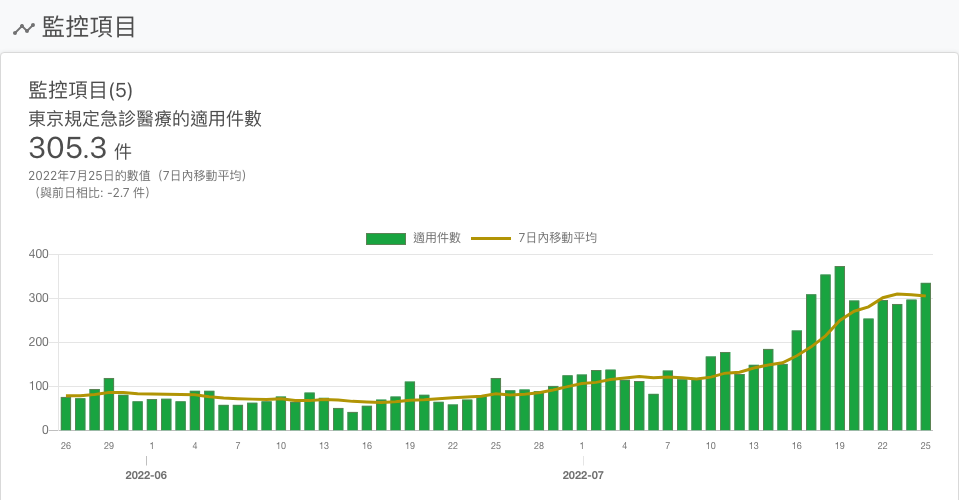 監控項目
監控項目(5)
東京規定急診醫療的適用件數
305.3 件
2022年7月25日的數值（7日內移動平均）
（與前日相比: -2.7 件）
適用件數 7日內移動平均
400
300
200
100
0
26 29 1 4 7 10 13 16 19 22 25 28 1 4 7 10 13 16 19 22 25
2022-06 2022-07